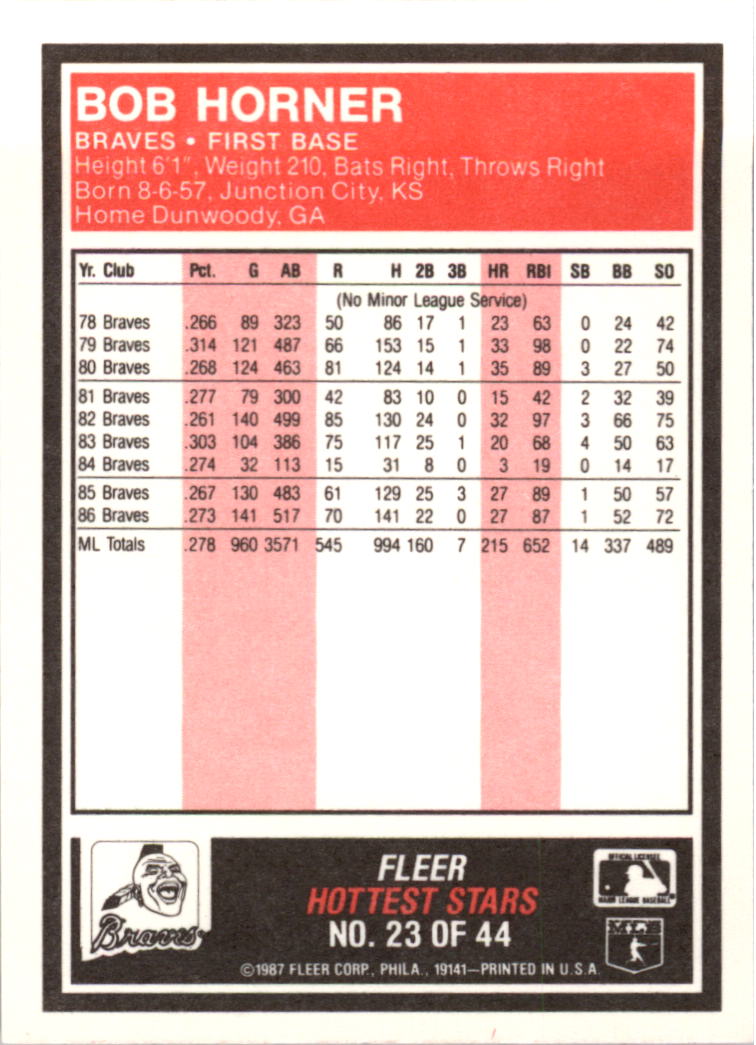 BOB HORNER
BRAVES • FIRST BASE
Height 6'1", Weight 210, Bats Right, Throws Right
Born 8-6-57, Junction City, KS
Home Dunwoody, GA
Yr. Club Pct. G AB R H 2B 3B HR RBI SB BB SO
(No Minor League Service)
78 Braves .266 89 323 50 86 17 1 23 63 0 24 42
79 Braves .314 121 487 66 153 15 1 33 98 0 22 74
80 Braves .268 124 463 81 124 14 1 35 89 3 27 50
81 Braves .277 79 300 42 83 10 0 15 42 2 32 39
82 Braves .261 140 499 85 130 24 0 32 97 3 66 75
83 Braves .303 104 386 75 117 25 1 20 68 4 50 63
84 Braves .274 32 113 15 31 8 0 3 19 0 14 17
85 Braves .267 130 483 61 129 25 3 27 89 1 50 57
86 Braves .273 141 517 70 141 22 0 27 87 1 52 72
ML Totals .278 960 3571 545 994 160 7 215 652 14 337 489
Braves
FLEER
HOTTEST STARS
NO. 23 OF 44
©1987 FLEER CORP., PHILA., 19141—PRINTED IN U.S.A.
OFFICIAL LICENSEE
MAJOR LEAGUE BASEBALL